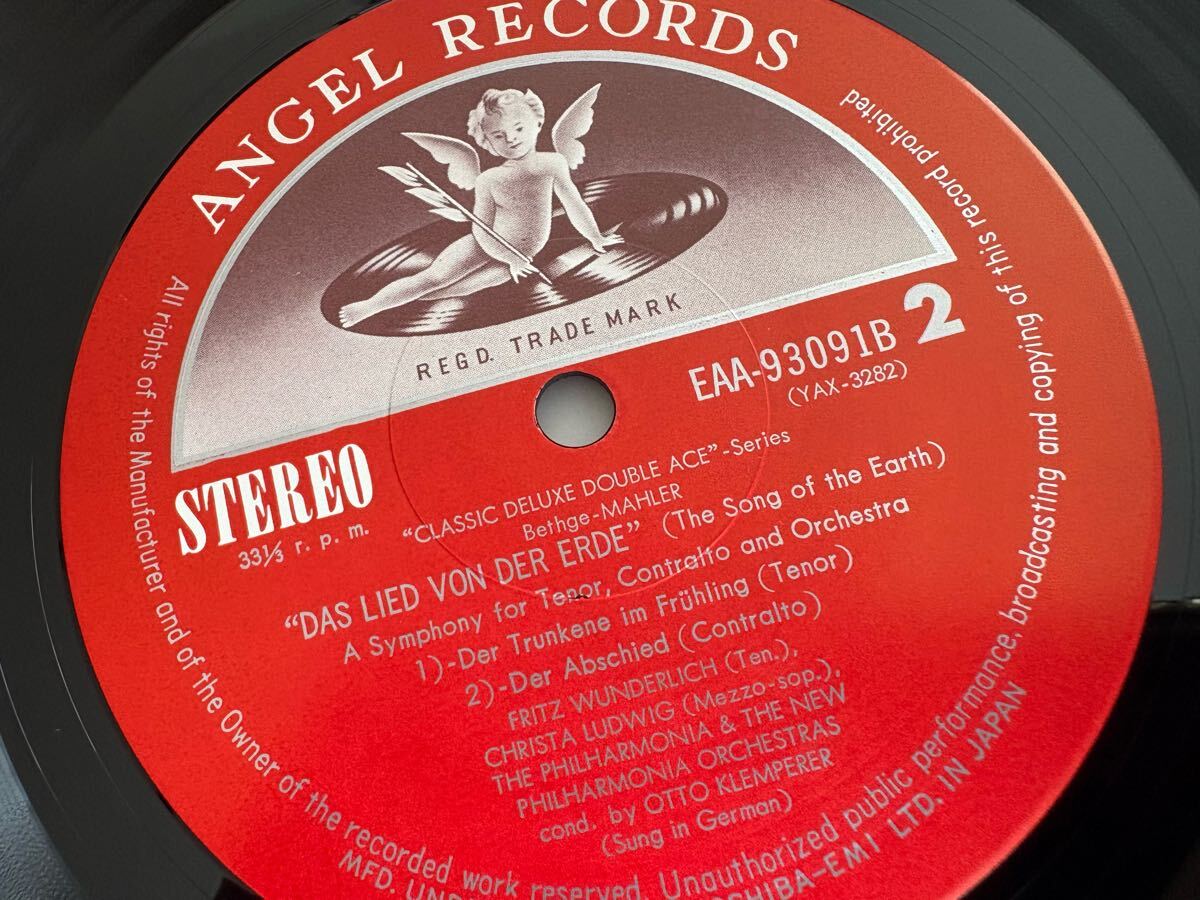 ANGEL RECORDS
REGD. TRADE MARK
EAA-93091B 2
(YAX-3282)
STEREO
33⅓ r. p. m.
“CLASSIC DELUXE DOUBLE ACE”-Series
Bethge-MAHLER
“DAS LIED VON DER ERDE” (The Song of the Earth)
A Symphony for Tenor, Contralto and Orchestra
1)-Der Trunkene im Frühling (Tenor)
2)-Der Abschied (Contralto)
FRITZ WUNDERLICH (Ten.),
CHRISTA LUDWIG (Mezzo-sop.),
THE PHILHARMONIA & THE NEW
PHILHARMONIA ORCHESTRAS
cond. by OTTO KLEMPERER
(Sung in German)
All rights of the Manufacturer and of the Owner of the recorded work reserved. Unauthorized public performance, broadcasting and copying of this record prohibited
MFD. LTD. IN JAPAN